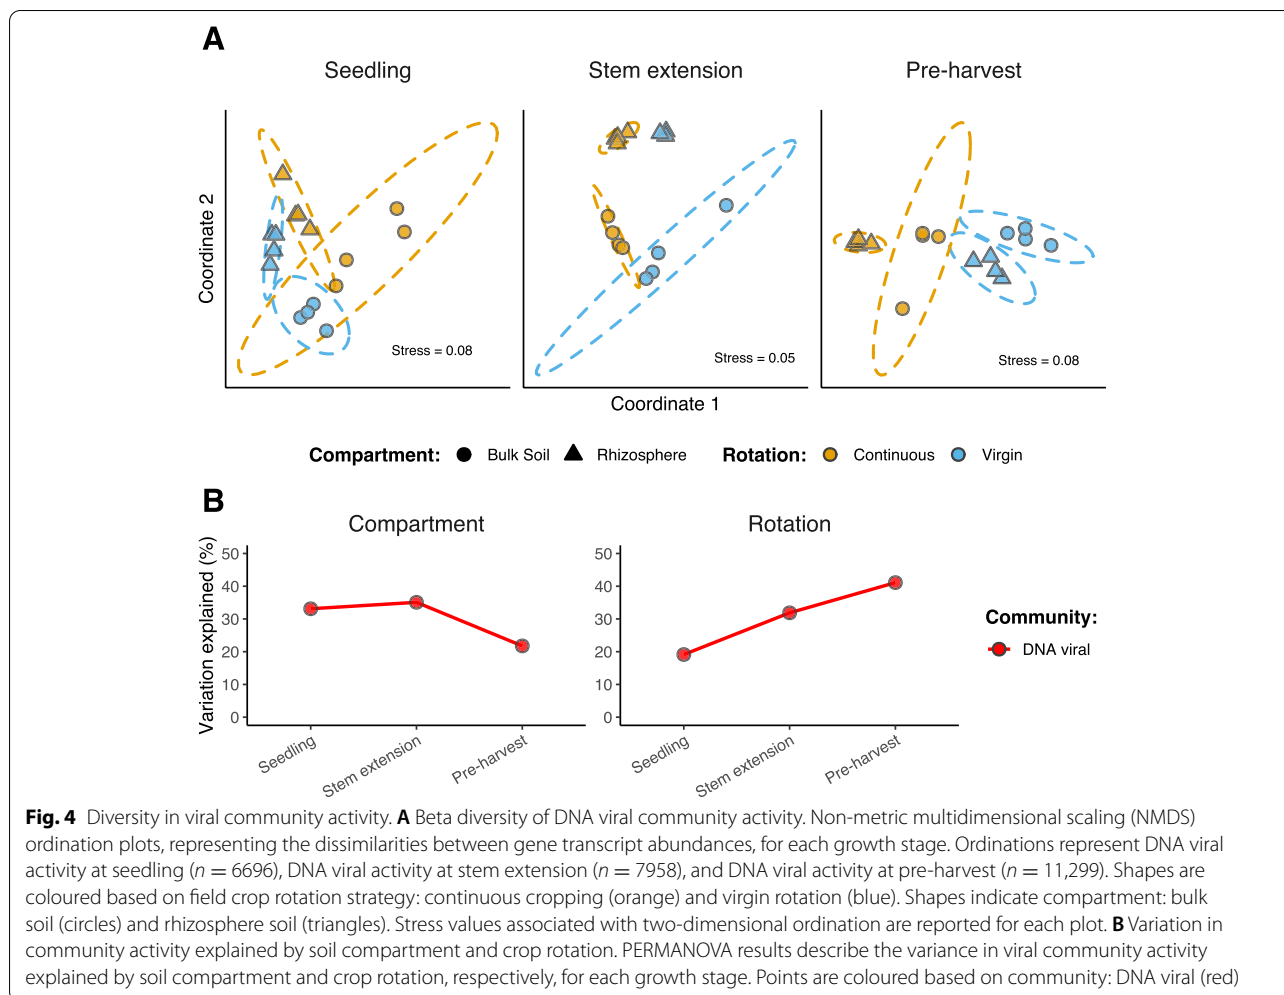 A
Seedling
Stem extension
Pre-harvest
Coordinate 2
Stress = 0.08
Stress = 0.05
Stress = 0.08
Coordinate 1
Compartment: Bulk Soil Rhizosphere Rotation: Continuous Virgin
B
Compartment
Rotation
Variation explained (%)
50
40
30
20
10
0
Seedling
Stem extension
Pre-harvest
50
40
30
20
10
0
Seedling
Stem extension
Pre-harvest
Community:
DNA viral
Fig. 4 Diversity in viral community activity. A Beta diversity of DNA viral community activity. Non-metric multidimensional scaling (NMDS)
ordination plots, representing the dissimilarities between gene transcript abundances, for each growth stage. Ordinations represent DNA viral
activity at seedling (n = 6696), DNA viral activity at stem extension (n = 7958), and DNA viral activity at pre-harvest (n = 11,299). Shapes are
coloured based on field crop rotation strategy: continuous cropping (orange) and virgin rotation (blue). Shapes indicate compartment: bulk
soil (circles) and rhizosphere soil (triangles). Stress values associated with two-dimensional ordination are reported for each plot. B Variation in
community activity explained by soil compartment and crop rotation. PERMANOVA results describe the variance in viral community activity
explained by soil compartment and crop rotation, respectively, for each growth stage. Points are coloured based on community: DNA viral (red)